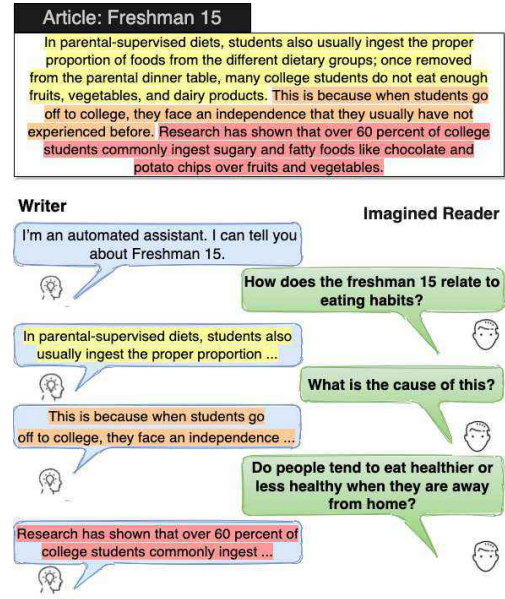 Article: Freshman 15
In parental-supervised diets, students also usually ingest the proper
proportion of foods from the different dietary groups; once removed
from the parental dinner table, many college students do not eat enough
fruits, vegetables, and dairy products. This is because when students go
off to college, they face an independence that they usually have not
experienced before. Research has shown that over 60 percent of college
students commonly ingest sugary and fatty foods like chocolate and
potato chips over fruits and vegetables.
Writer
Imagined Reader
I'm an automated assistant. I can tell you
about Freshman 15.
How does the freshman 15 relate to
eating habits?
In parental-supervised diets, students also
usually ingest the proper proportion ...
What is the cause of this?
This is because when students go
off to college, they face an independence ...
Do people tend to eat healthier or
less healthy when they are away
from home?
Research has shown that over 60 percent of
college students commonly ingest ...